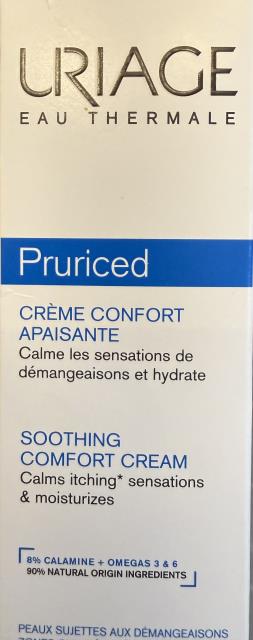 URIAGE
EAU THERMALE
Pruriced
CRÈME CONFORT
APAISANTE
Calme les sensations de
démangeaisons et hydrate
SOOTHING
COMFORT CREAM
Calms itching* sensations
& moisturizes
8% CALAMINE + OMEGAS 3 & 6
90% NATURAL ORIGIN INGREDIENTS
PEAUX SUJETTES AUX DÉMANGEAISONS